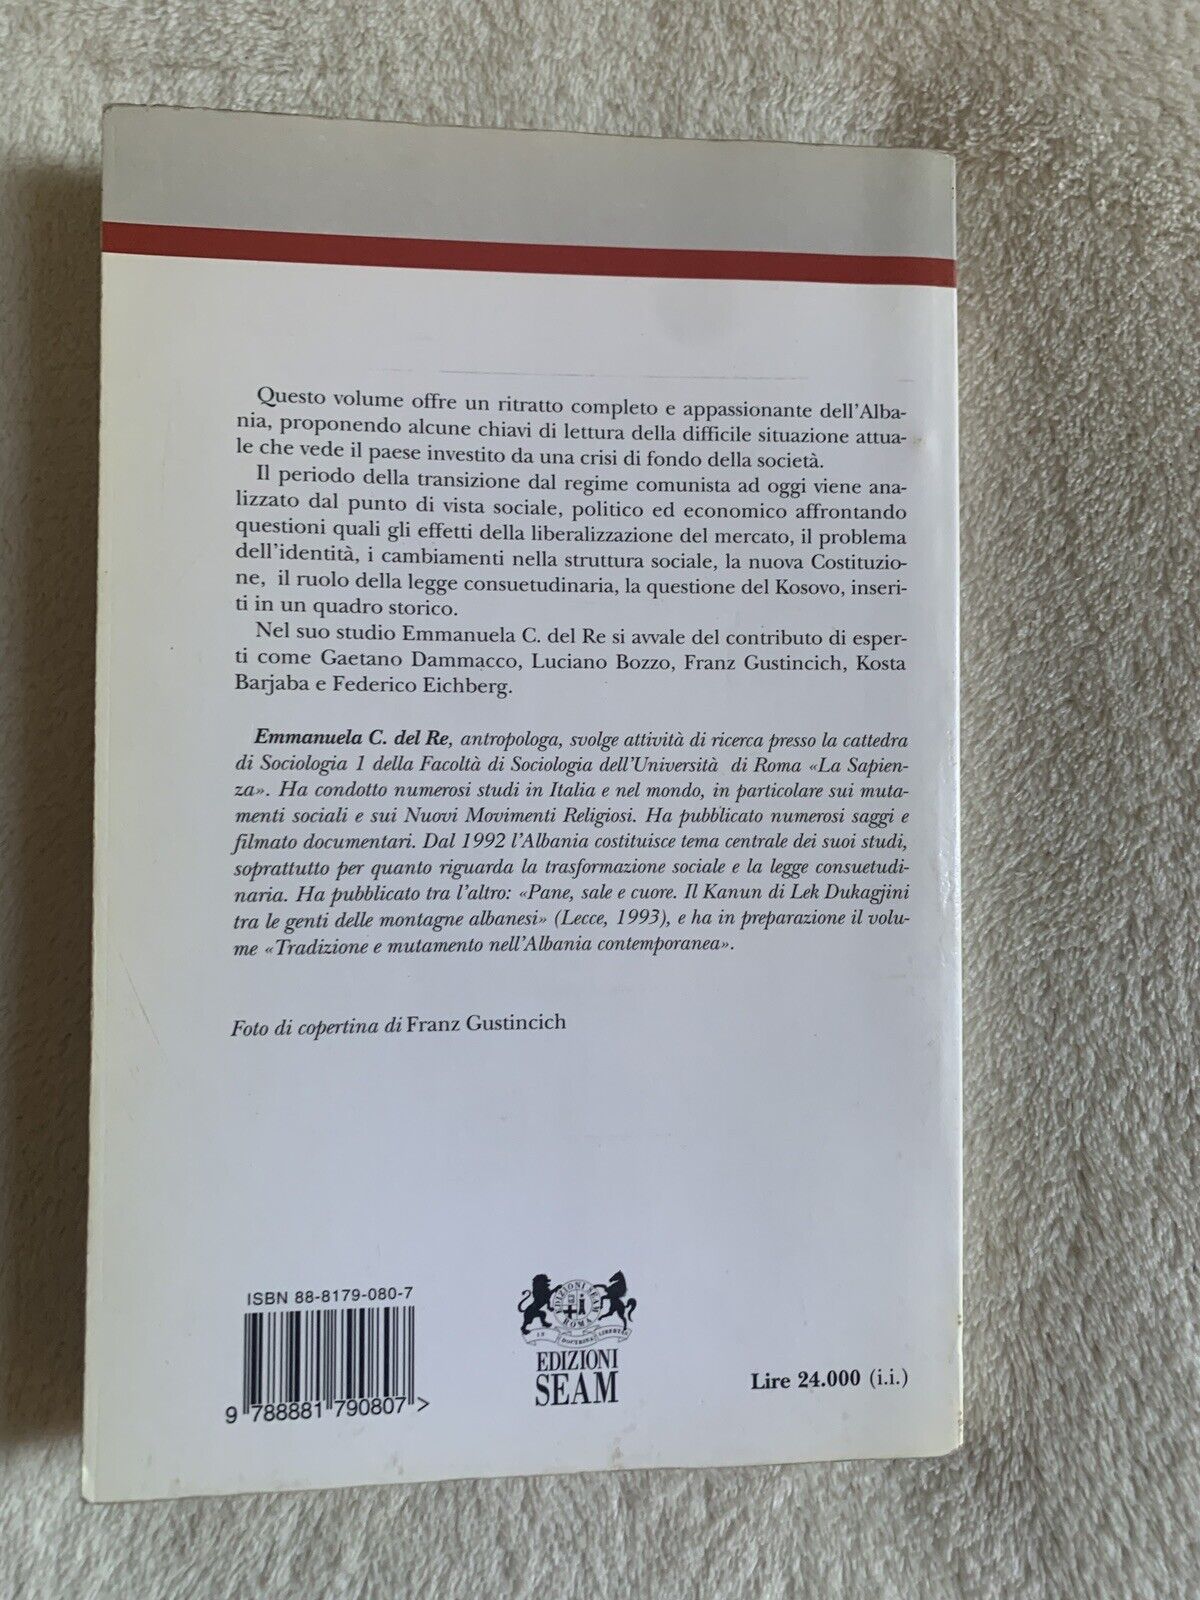 Questo volume offre un ritratto completo e appassionante dell'Alba-
nia, proponendo alcune chiavi di lettura della difficile situazione attua-
le che vede il paese investito da una crisi di fondo della società.
Il periodo della transizione dal regime comunista ad oggi viene ana-
lizzato dal punto di vista sociale, politico ed economico affrontando
questioni quali gli effetti della liberalizzazione del mercato, il problema
dell'identità, i cambiamenti nella struttura sociale, la nuova Costituzio-
ne, il ruolo della legge consuetudinaria, la questione del Kosovo, inseri-
ti in un quadro storico.
Nel suo studio Emmanuela C. del Re si avvale del contributo di esper-
ti come Gaetano Dammacco, Luciano Bozzo, Franz Gustincich, Kosta
Barjaba e Federico Eichberg.
Emmanuela C. del Re, antropologa, svolge attività di ricerca presso la cattedra
di Sociologia 1 della Facoltà di Sociologia dell'Università di Roma «La Sapien-
za». Ha condotto numerosi studi in Italia e nel mondo, in particolare sui muta-
menti sociali e sui Nuovi Movimenti Religiosi. Ha pubblicato numerosi saggi e
filmato documentari. Dal 1992 l'Albania costituisce tema centrale dei suoi studi,
soprattutto per quanto riguarda la trasformazione sociale e la legge consuetudi-
naria. Ha pubblicato tra l'altro: «Pane, sale e cuore. Il Kanun di Lek Dukagjini
tra le genti delle montagne albanesi» (Lecce, 1993), e ha in preparazione il volu-
me «Tradizione e mutamento nell'Albania contemporanea».
Foto di copertina di Franz Gustincich
ISBN 88-8179-080-7
9 788881 790807 >
EDIZIONI SEAM
ROMA
IN DOCTRINA LIBERTAS
EDIZIONI
SEAM
Lire 24.000 (i.i.)